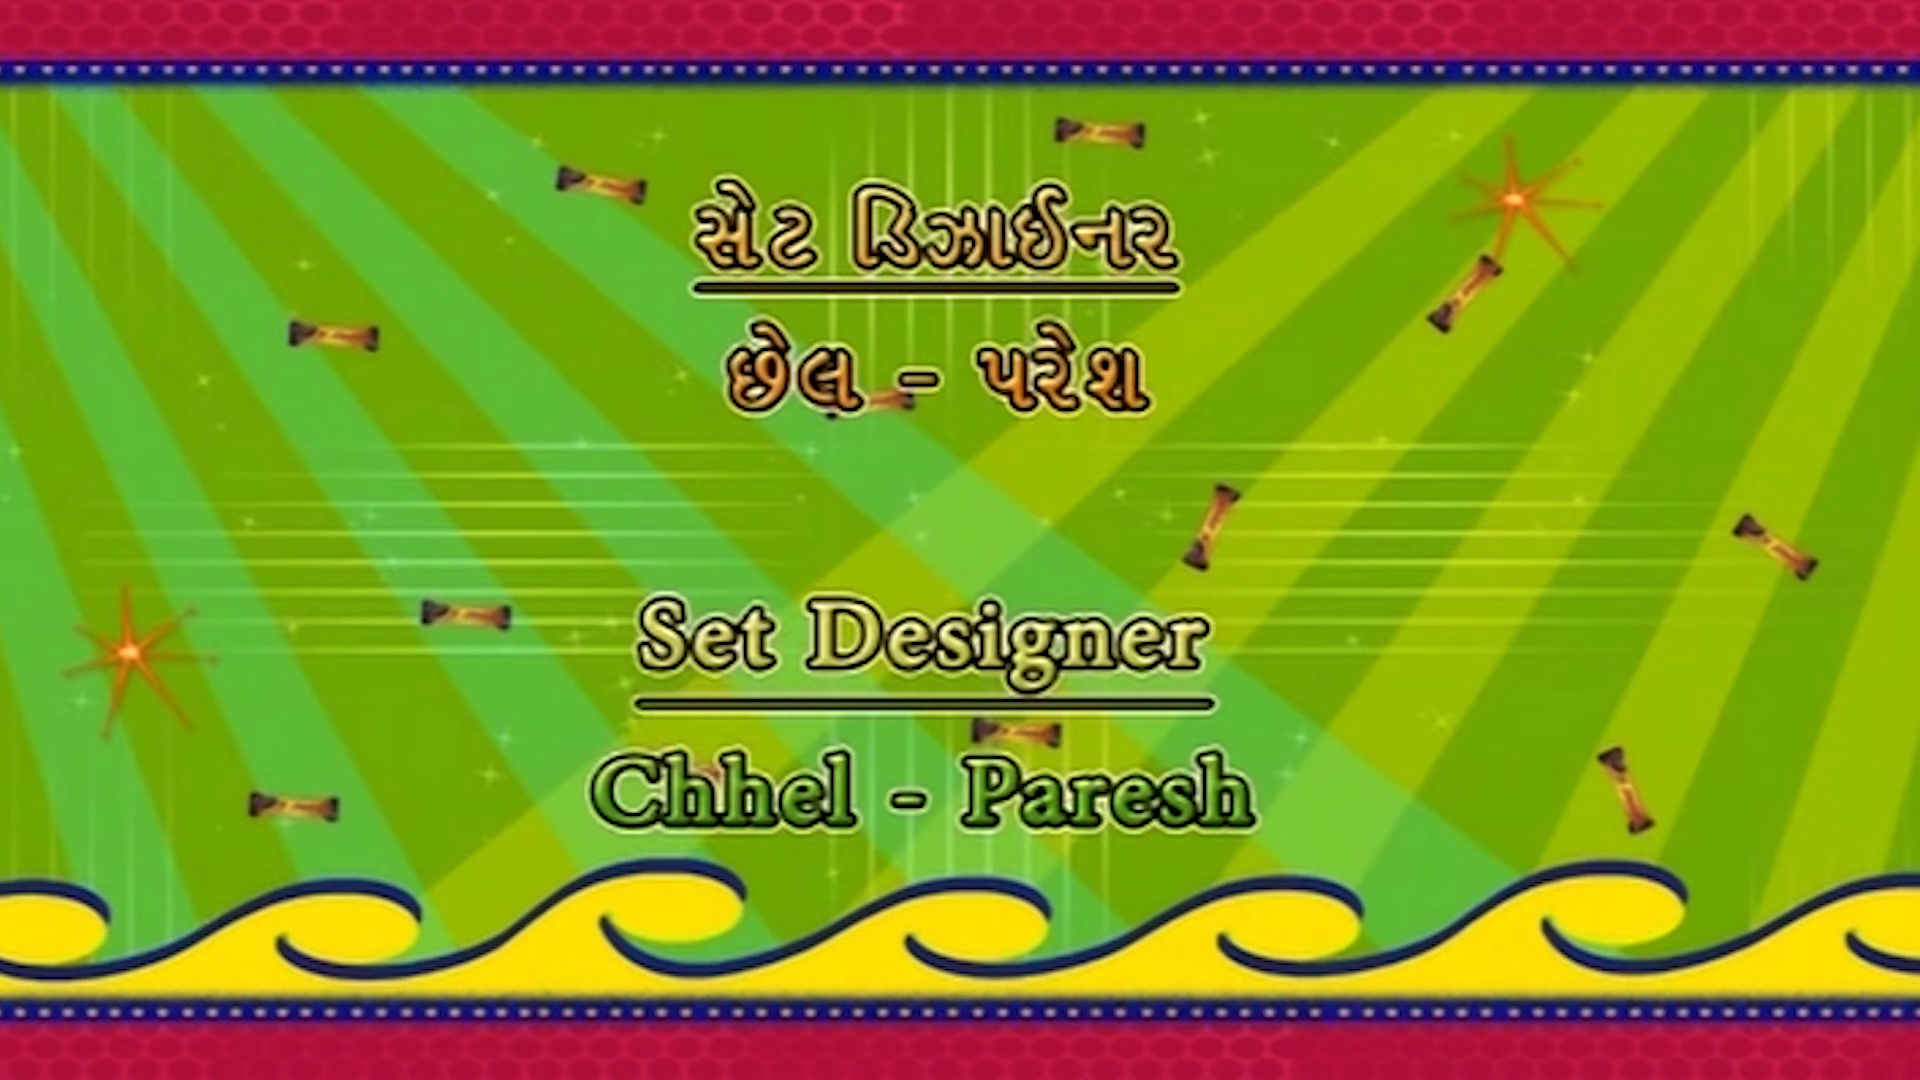 સેટ ડિઝાઈનર
છેલ - પરેશ
Set Designer
Chhel - Paresh